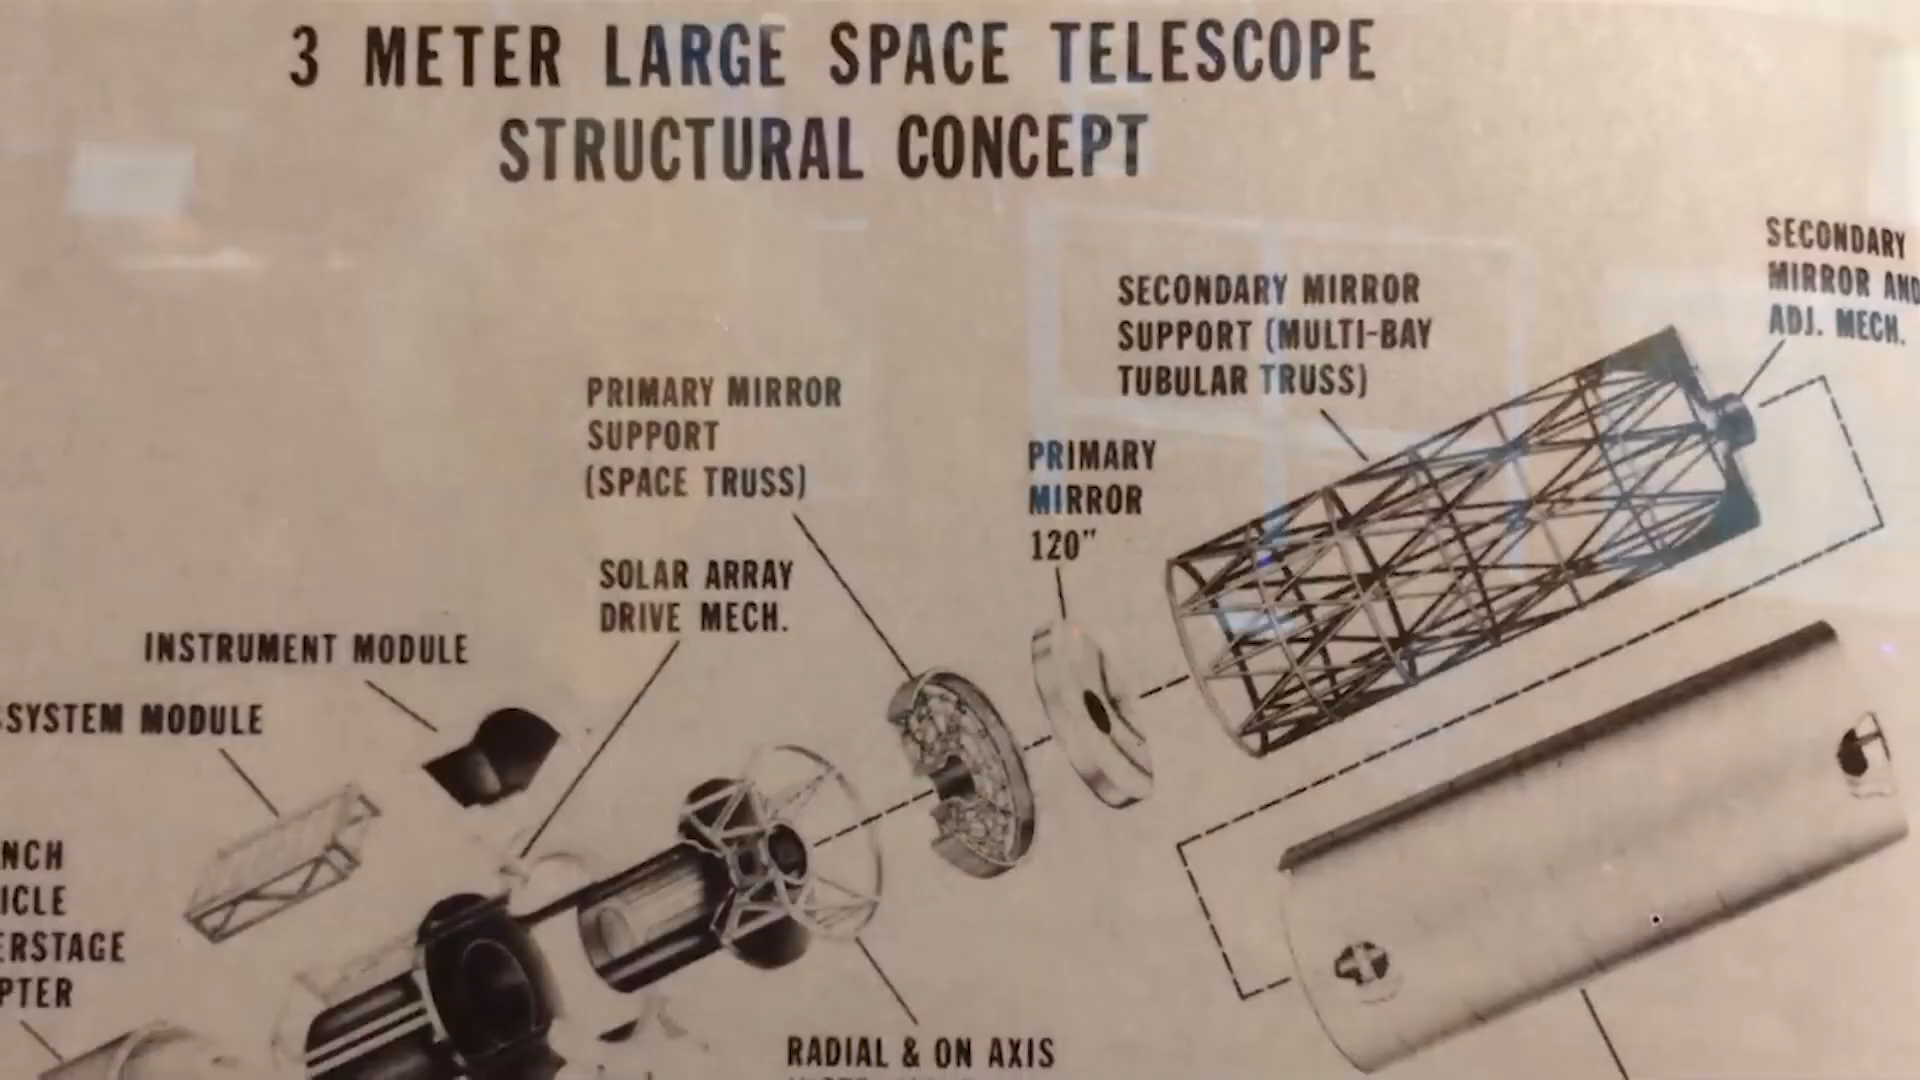 3 METER LARGE SPACE TELESCOPE
STRUCTURAL CONCEPT
SECONDARY
MIRROR AND
ADJ. MECH.
SECONDARY MIRROR
SUPPORT (MULTI-BAY
TUBULAR TRUSS)
PRIMARY MIRROR
SUPPORT
(SPACE TRUSS)
PRIMARY
MIRROR
120"
SOLAR ARRAY
DRIVE MECH.
INSTRUMENT MODULE
SYSTEM MODULE
NCH
ICLE
ERSTAGE
PTER
RADIAL & ON AXIS